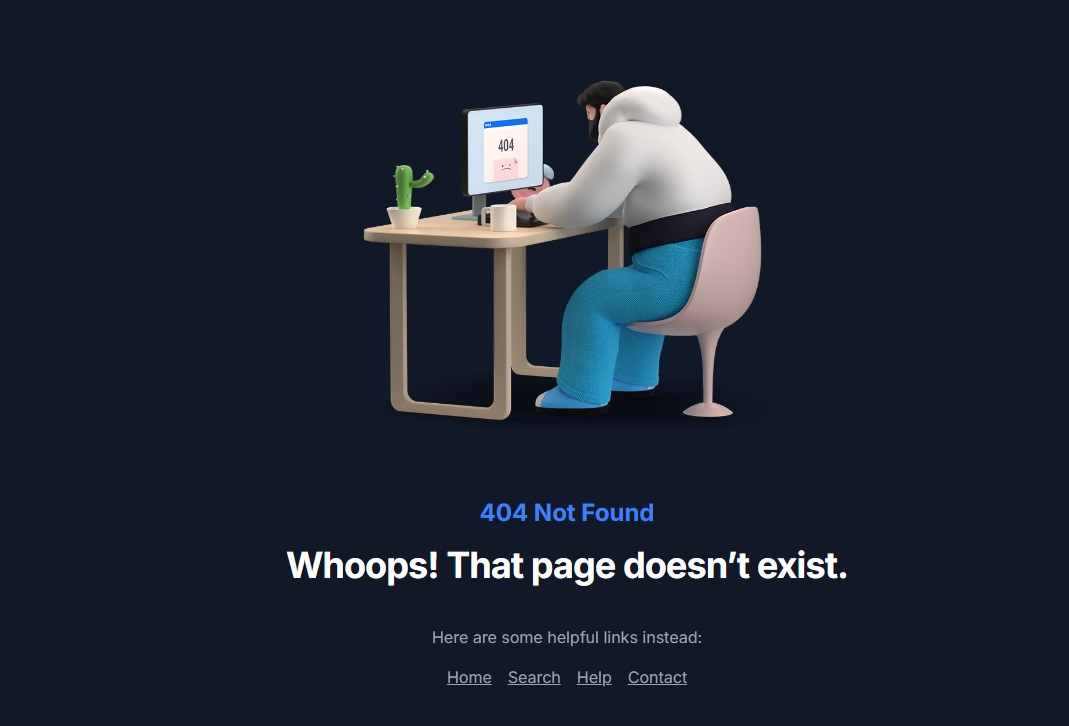 404
404 Not Found
Whoops! That page doesn’t exist.
Here are some helpful links instead:
Home Search Help Contact